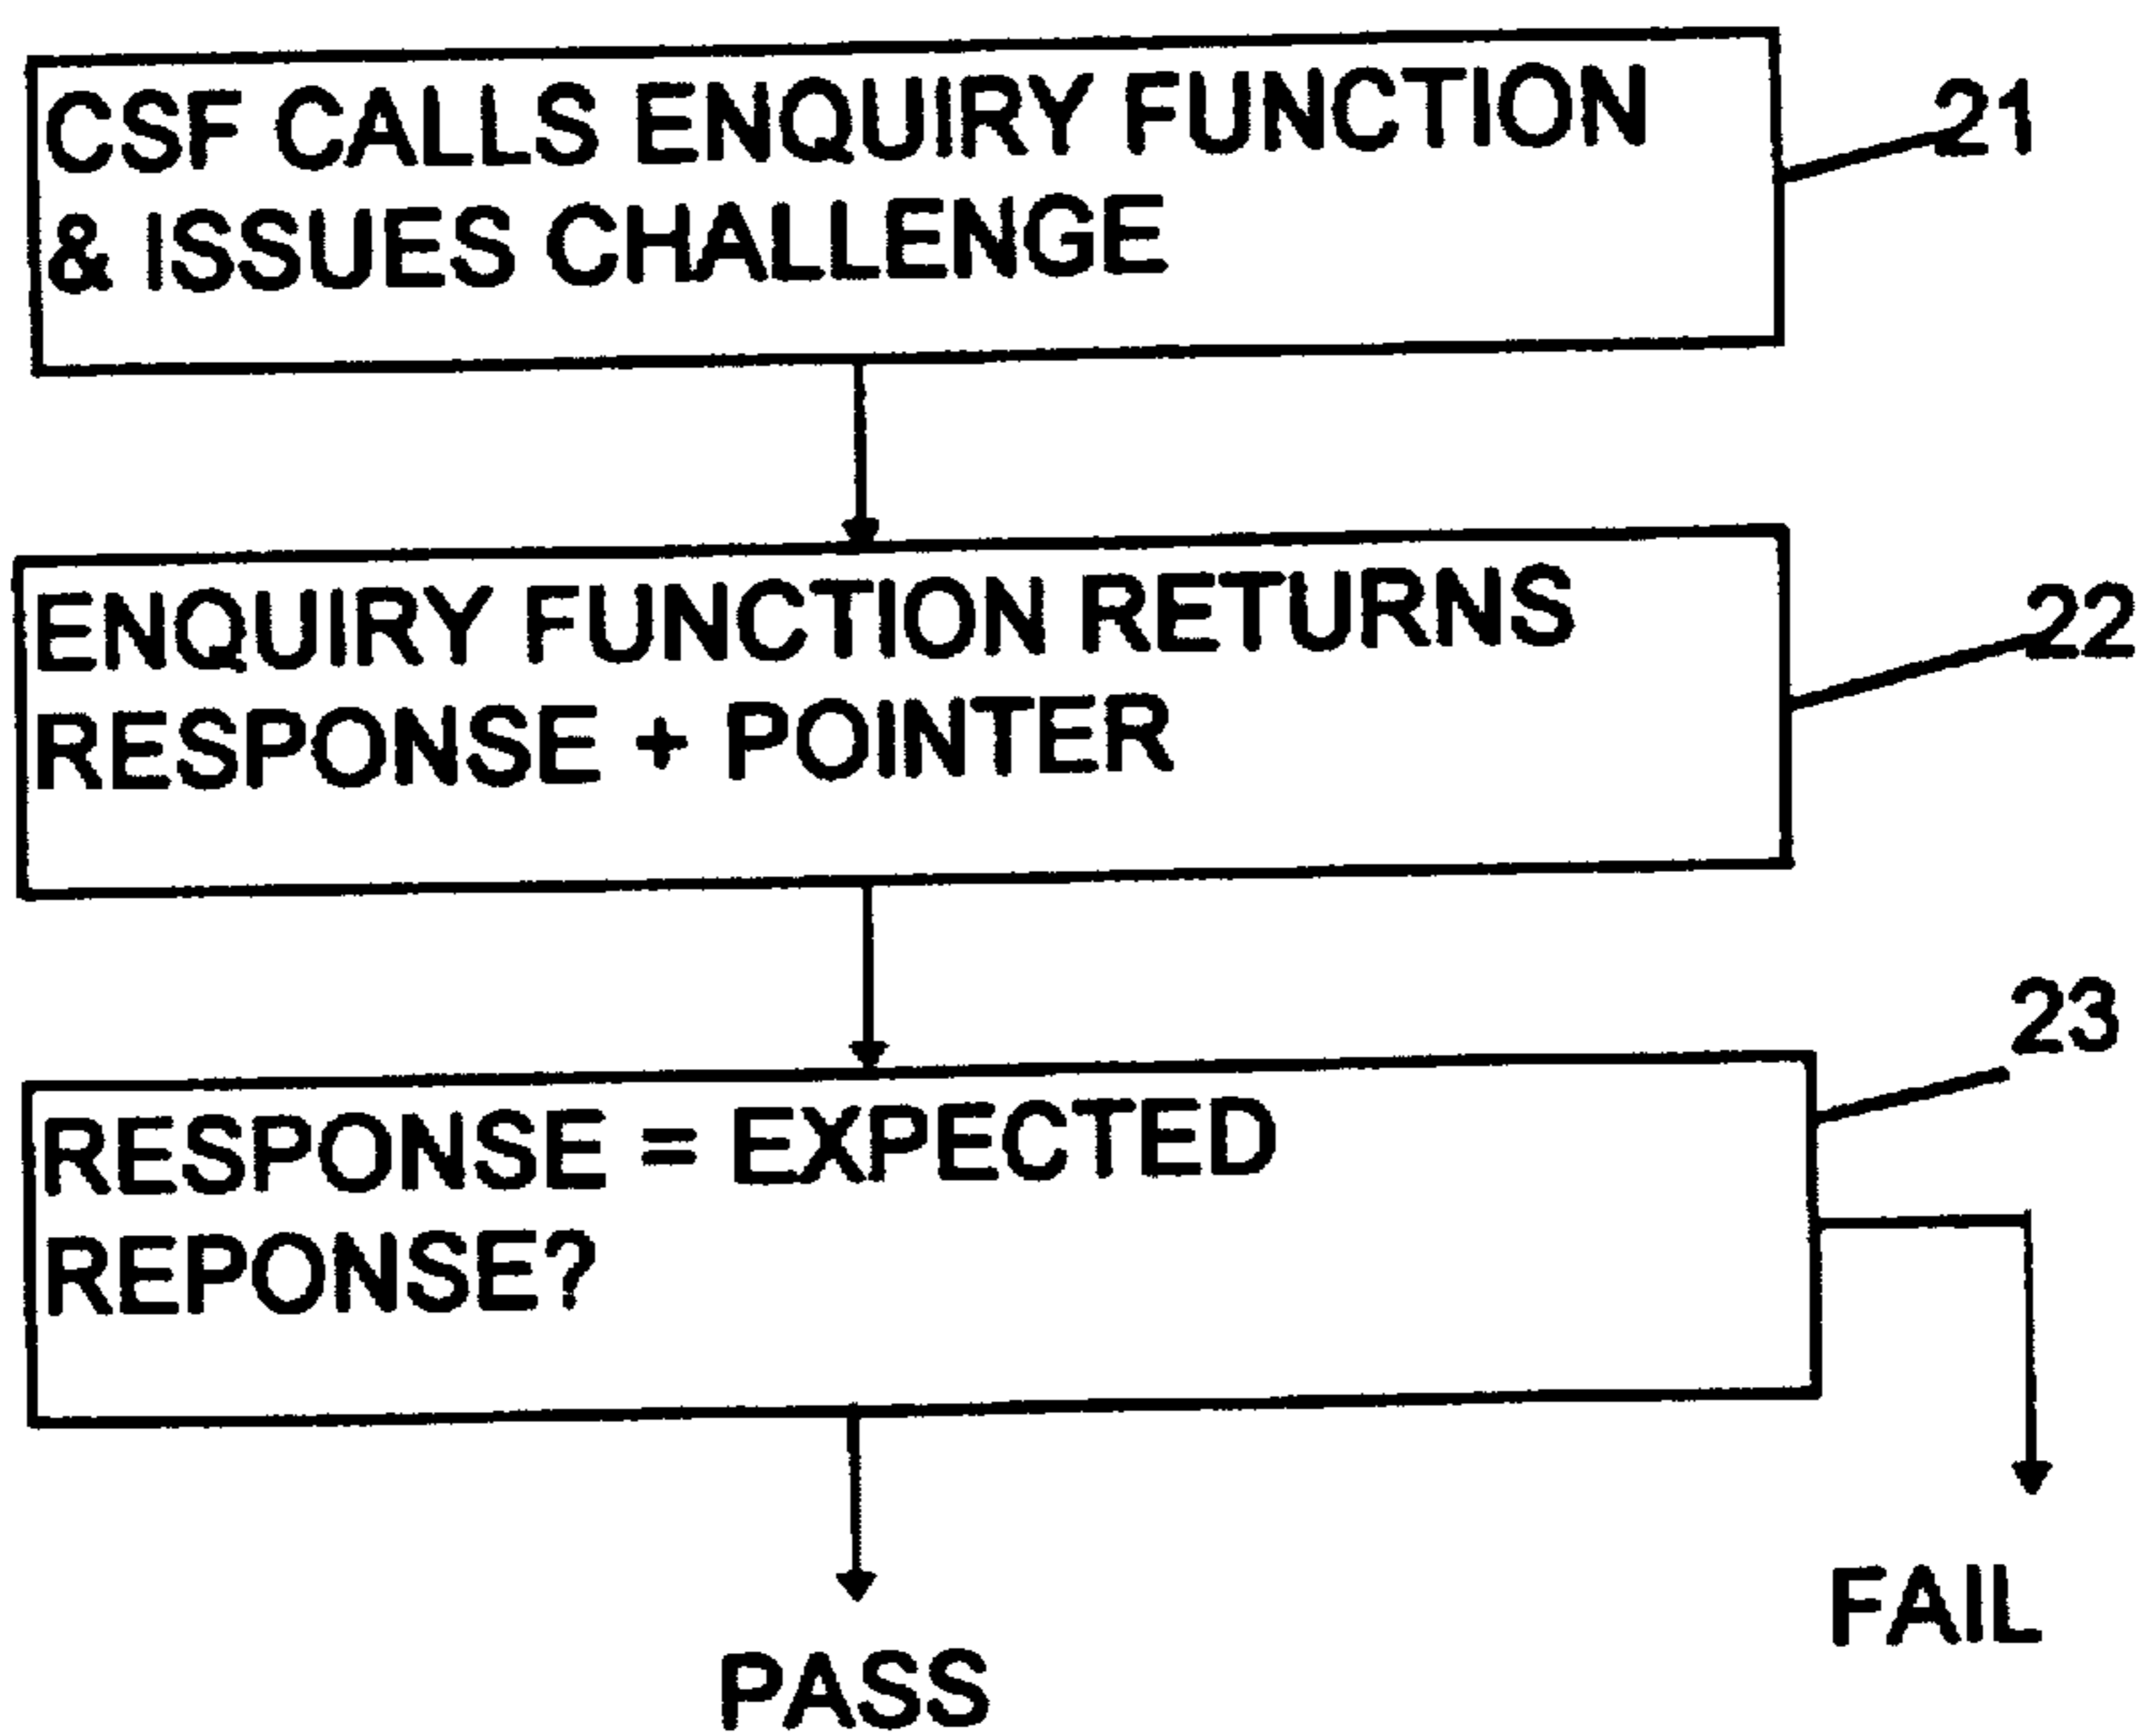 CSF CALLS ENQUIRY FUNCTION
& ISSUES CHALLENGE
21
ENQUIRY FUNCTION RETURNS
RESPONSE + POINTER
22
23
RESPONSE = EXPECTED
REPONSE?
FAIL
PASS